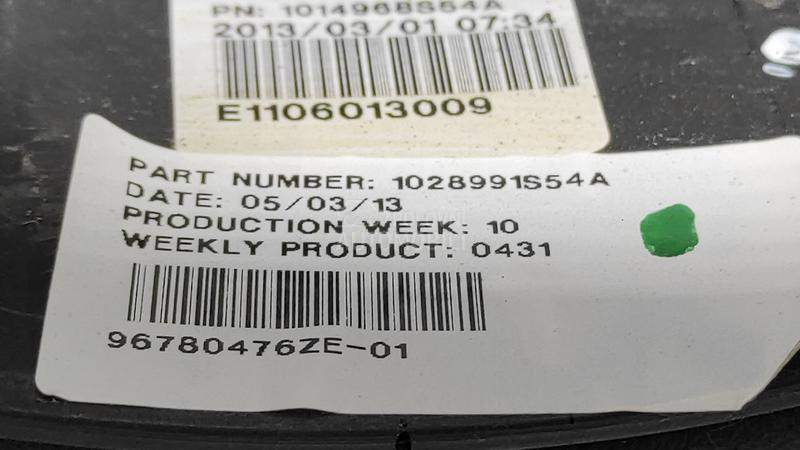 PN: 1014968S54A
2013/03/01 07:34
E1106013009
PART NUMBER: 1028991S54A
DATE: 05/03/13
PRODUCTION WEEK: 10
WEEKLY PRODUCT: 0431
96780476ZE-01